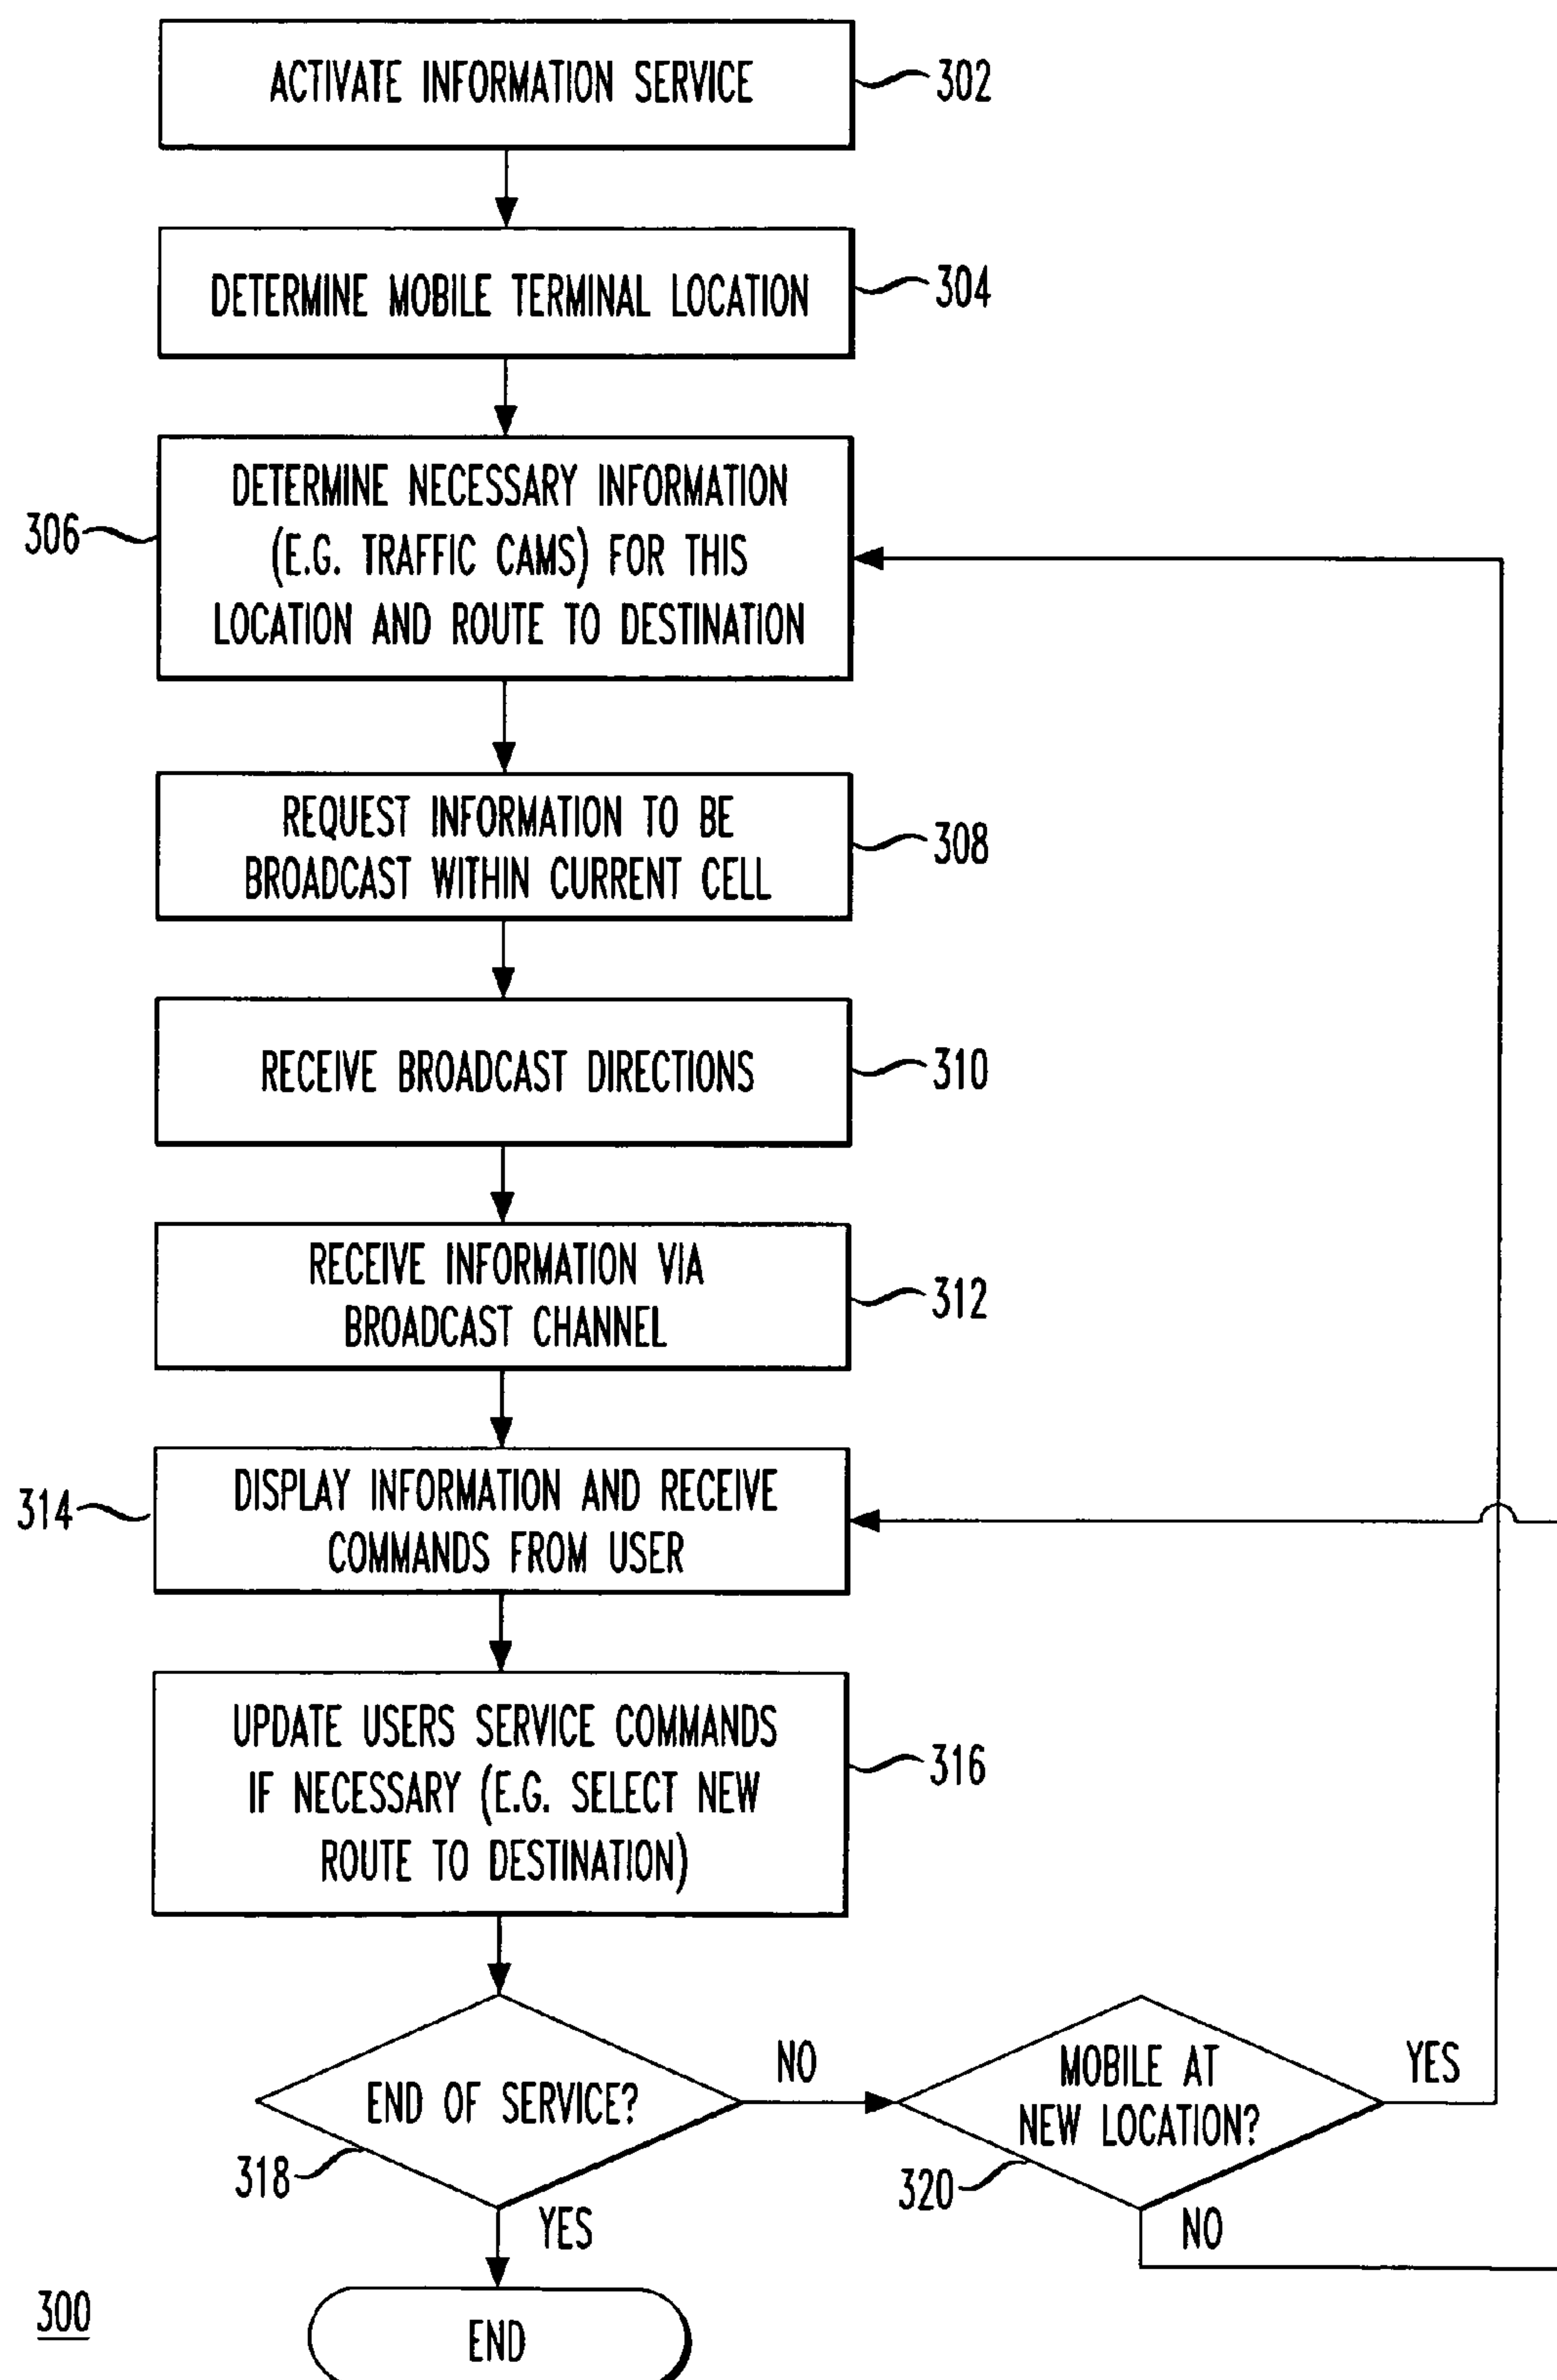 ACTIVATE INFORMATION SERVICE
302
DETERMINE MOBILE TERMINAL LOCATION
304
DETERMINE NECESSARY INFORMATION
(E.G. TRAFFIC CAMS) FOR THIS
LOCATION AND ROUTE TO DESTINATION
306
REQUEST INFORMATION TO BE
BROADCAST WITHIN CURRENT CELL
308
RECEIVE BROADCAST DIRECTIONS
310
RECEIVE INFORMATION VIA
BROADCAST CHANNEL
312
DISPLAY INFORMATION AND RECEIVE
COMMANDS FROM USER
314
UPDATE USERS SERVICE COMMANDS
IF NECESSARY (E.G. SELECT NEW
ROUTE TO DESTINATION)
316
END OF SERVICE?
318
NO
MOBILE AT
NEW LOCATION?
320
YES
NO
YES
END
300